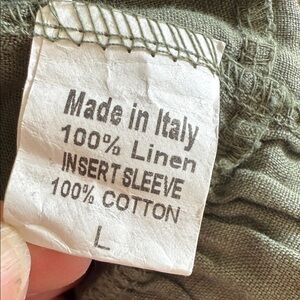 Made in Italy
100% Linen
INSERT SLEEVE
100% COTTON
L